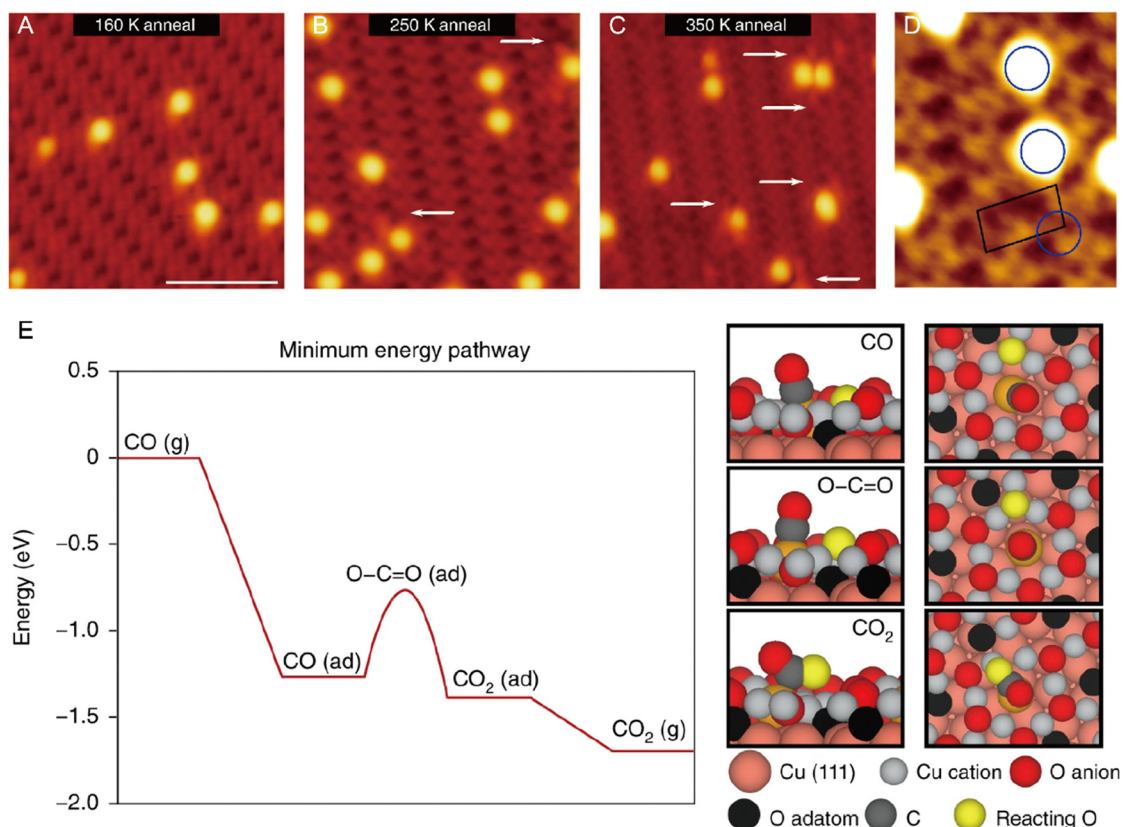 A 160 K anneal
B 250 K anneal
C 350 K anneal
D
E
Minimum energy pathway
Energy (eV)
0.5
0
−0.5
−1.0
−1.5
−2.0
CO (g)
CO (ad)
O−C=O (ad)
CO2 (ad)
CO2 (g)
CO
O−C=O
CO2
Cu (111) Cu cation O anion
O adatom C Reacting O